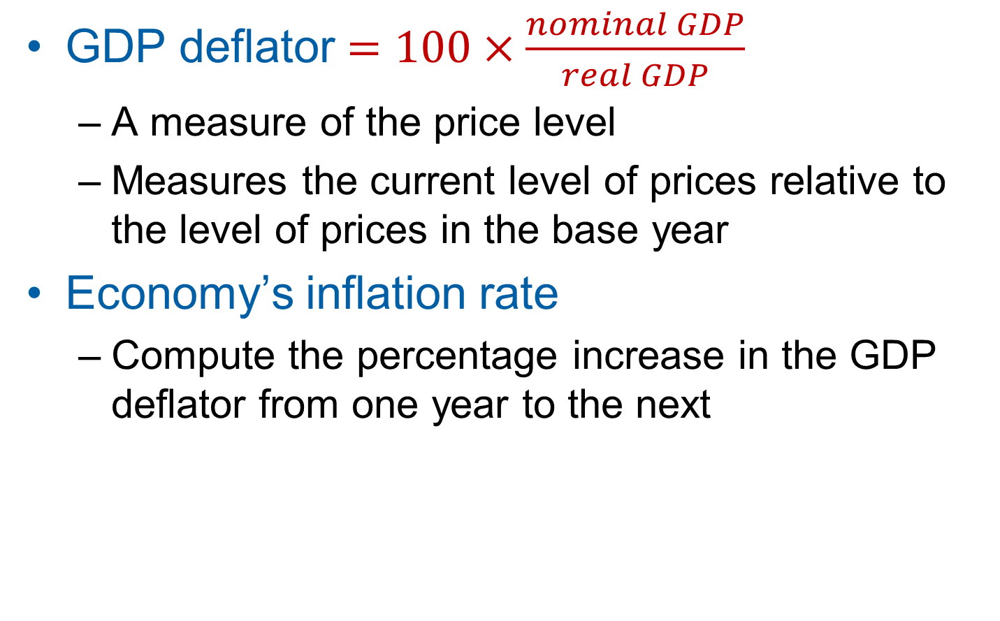 • GDP deflator = 100 × nominal GDP / real GDP
– A measure of the price level
– Measures the current level of prices relative to
the level of prices in the base year
• Economy’s inflation rate
– Compute the percentage increase in the GDP
deflator from one year to the next